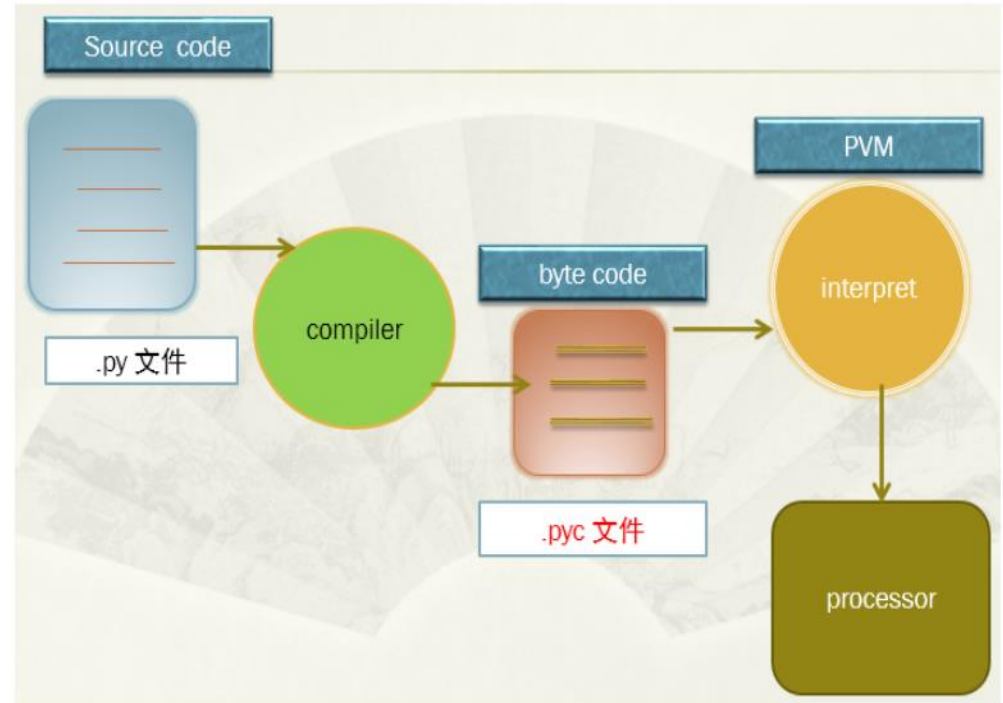 Source code
.py 文件
compiler
byte code
.pyc 文件
PVM
interpret
processor